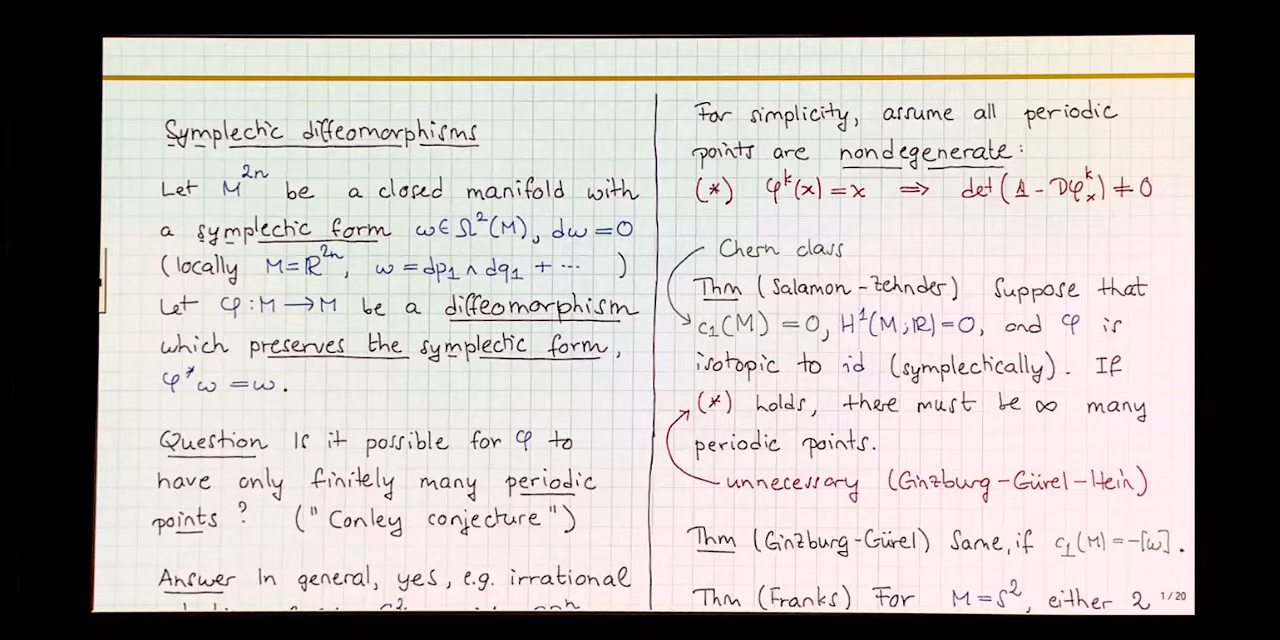 Symplectic diffeomorphisms
Let M²ⁿ be a closed manifold with
a symplectic form ω ∈ Ω²(M), dω = 0
(locally M = ℝ²ⁿ, ω = dp₁ ∧ dq₁ + ⋯ )
Let φ : M → M be a diffeomorphism
which preserves the symplectic form,
φ*ω = ω.
Question Is it possible for φ to
have only finitely many periodic
points? ("Conley conjecture")
Answer In general, yes, e.g. irrational
For simplicity, assume all periodic
points are nondegenerate:
(*) φᵏ(x) = x ⟹ det(1 - Dφᵏₓ) ≠ 0
Chern class
Thm (Salamon-Zehnder) Suppose that
c₁(M) = 0, H¹(M; ℝ) = 0, and φ is
isotopic to id (symplectically). If
(*) holds, there must be ∞ many
periodic points.
unnecessary (Ginzburg-Gürel-Hein)
Thm (Ginzburg-Gürel) Same, if c₁(M) = -[ω].
Thm (Franks) For M = S², either 2
1/20